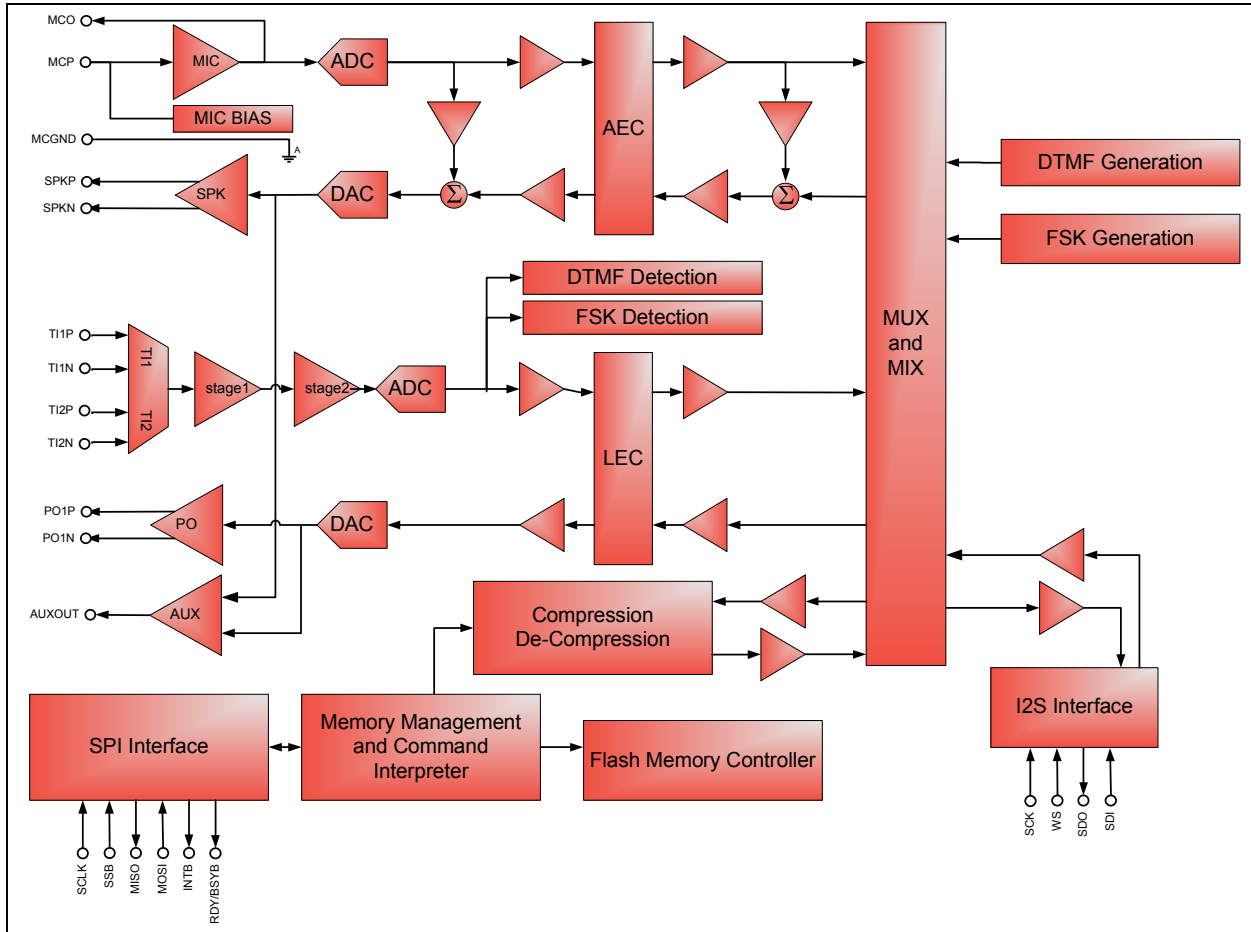 MCO
MCP
MIC
ADC
MIC BIAS
MCGND
A
AEC
SPKP
SPKN
SPK
DAC
Σ
Σ
DTMF Generation
FSK Generation
DTMF Detection
FSK Detection
MUX
and
MIX
TI1P
TI1N
TI2P
TI2N
TI1
TI2
stage1
stage2
ADC
LEC
PO1P
PO1N
PO
DAC
AUXOUT
AUX
Compression
De-Compression
SPI Interface
Memory Management
and Command
Interpreter
Flash Memory Controller
I2S Interface
SCK
WS
SDO
SDI
SCLK
SSB
MISO
MOSI
INTB
RDY/BSYB